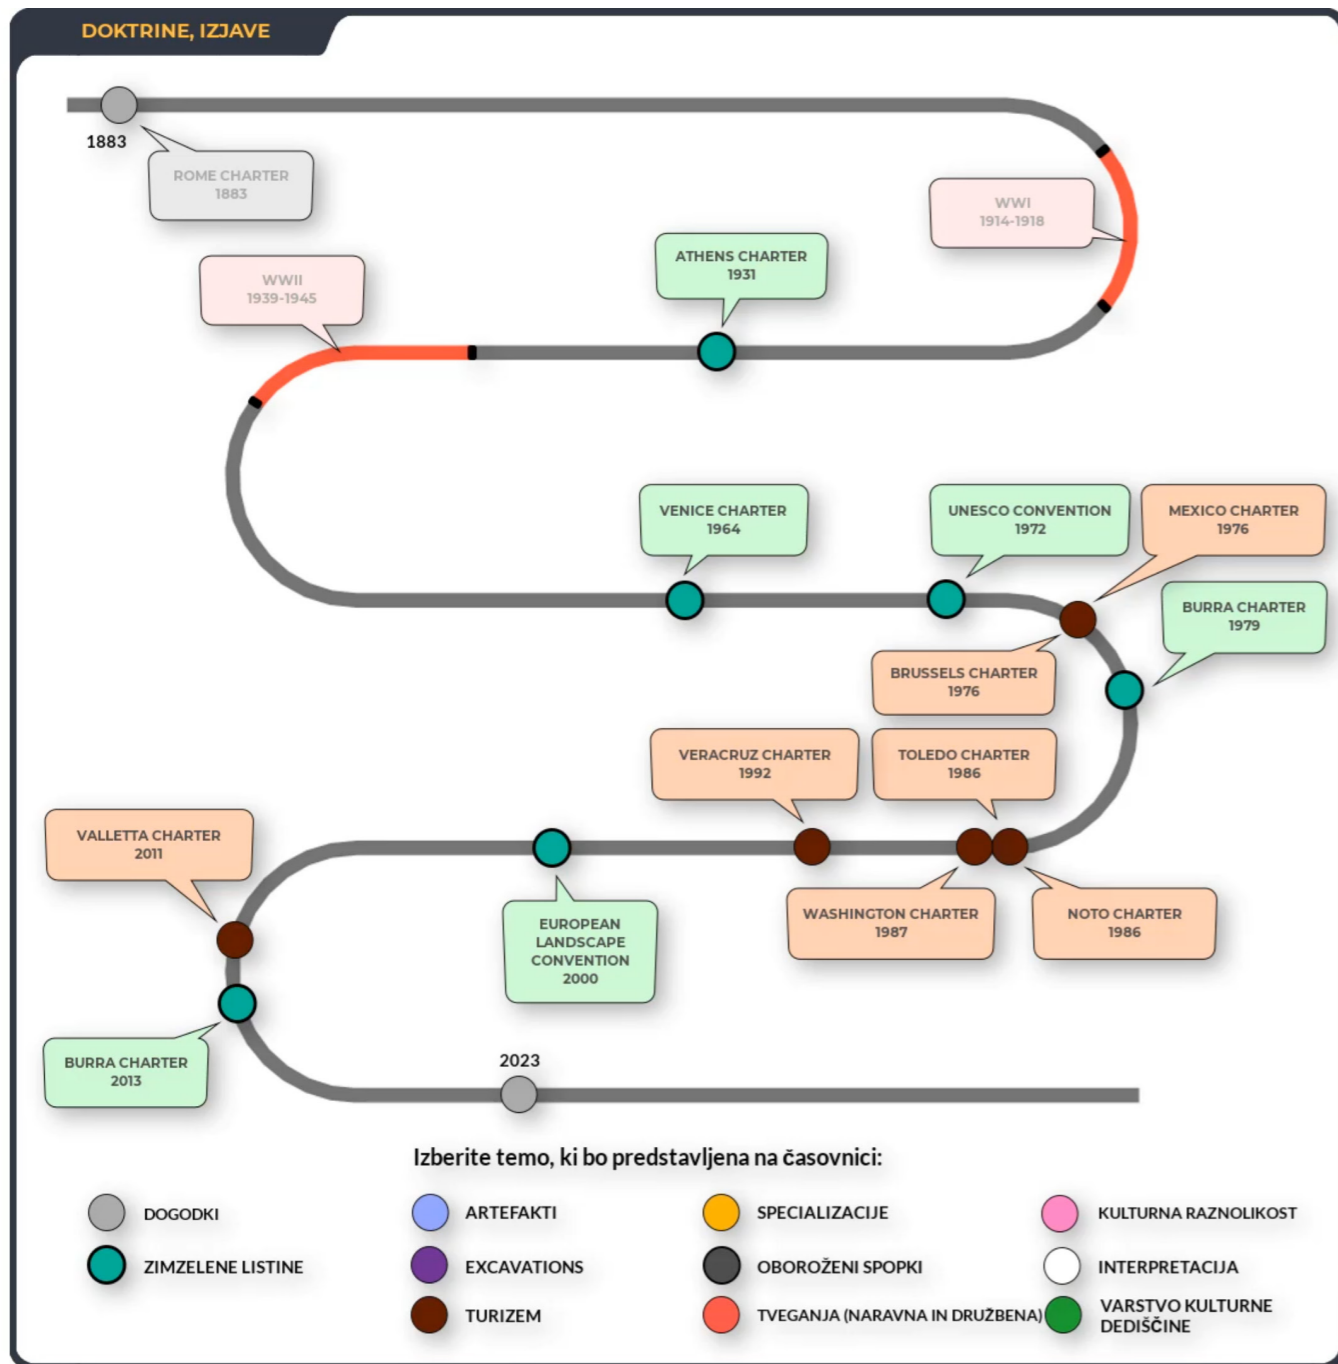 DOKTRINE, IZJAVE
1883
ROME CHARTER
1883
WWI
1914-1918
ATHENS CHARTER
1931
WWII
1939-1945
VENICE CHARTER
1964
UNESCO CONVENTION
1972
MEXICO CHARTER
1976
BURRA CHARTER
1979
BRUSSELS CHARTER
1976
VERACRUZ CHARTER
1992
TOLEDO CHARTER
1986
VALLETTA CHARTER
2011
WASHINGTON CHARTER
1987
NOTO CHARTER
1986
EUROPEAN
LANDSCAPE
CONVENTION
2000
BURRA CHARTER
2013
2023
Izberite temo, ki bo predstavljena na časovnici:
DOGODKI
ARTEFAKTI
SPECIALIZACIJE
KULTURNA RAZNOLIKOST
ZIMZELENE LISTINE
EXCAVATIONS
OBOROŽENI SPOPKI
INTERPRETACIJA
TURIZEM
TVEGANJA (NARAVNA IN DRUŽBENA)
VARSTVO KULTURNE
DEDIŠČINE